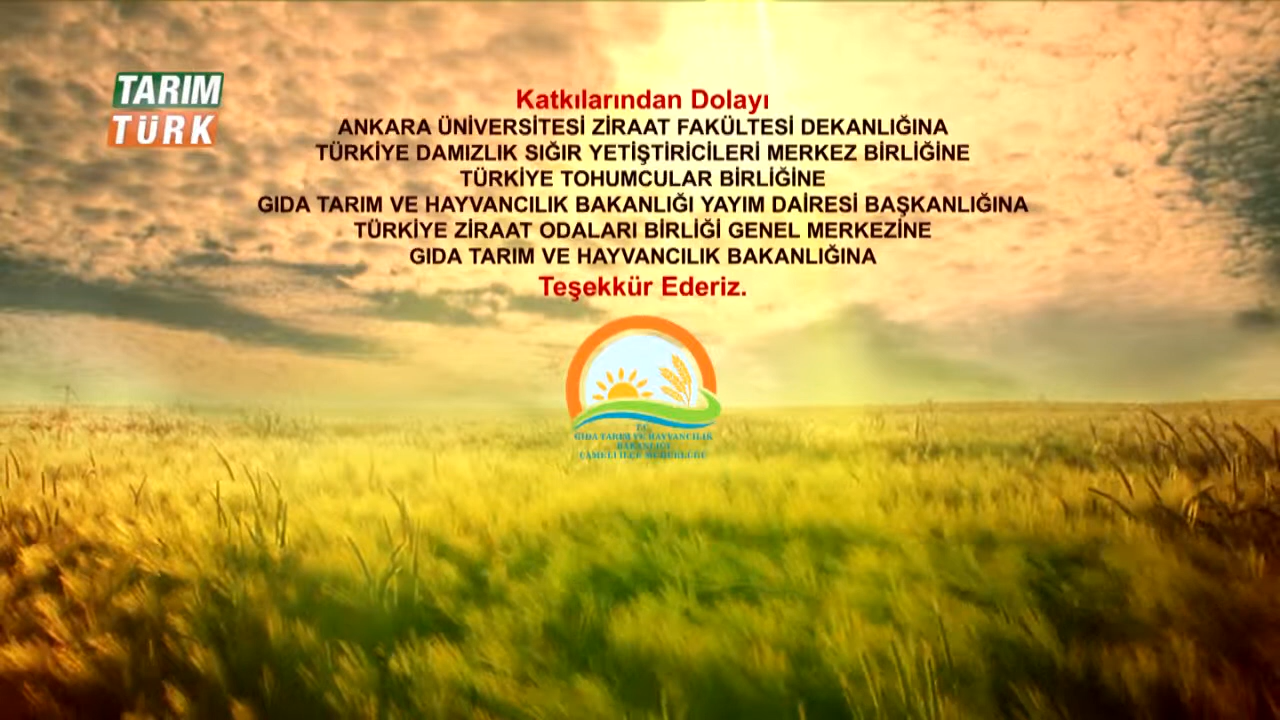 TARIM
TÜRK
Katkılarından Dolayı
ANKARA ÜNİVERSİTESİ ZİRAAT FAKÜLTESİ DEKANLIĞINA
TÜRKİYE DAMIZLIK SIĞIR YETİŞTİRİCİLERİ MERKEZ BİRLİĞİNE
TÜRKİYE TOHUMCULAR BİRLİĞİNE
GIDA TARIM VE HAYVANCILIK BAKANLIĞI YAYIM DAİRESİ BAŞKANLIĞINA
TÜRKİYE ZİRAAT ODALARI BİRLİĞİ GENEL MERKEZİNE
GIDA TARIM VE HAYVANCILIK BAKANLIĞINA
Teşekkür Ederiz.
T.C.
GIDA TARIM VE HAYVANCILIK
BAKANLIĞI
ÇAMELİ İLÇE MÜDÜRLÜĞÜ